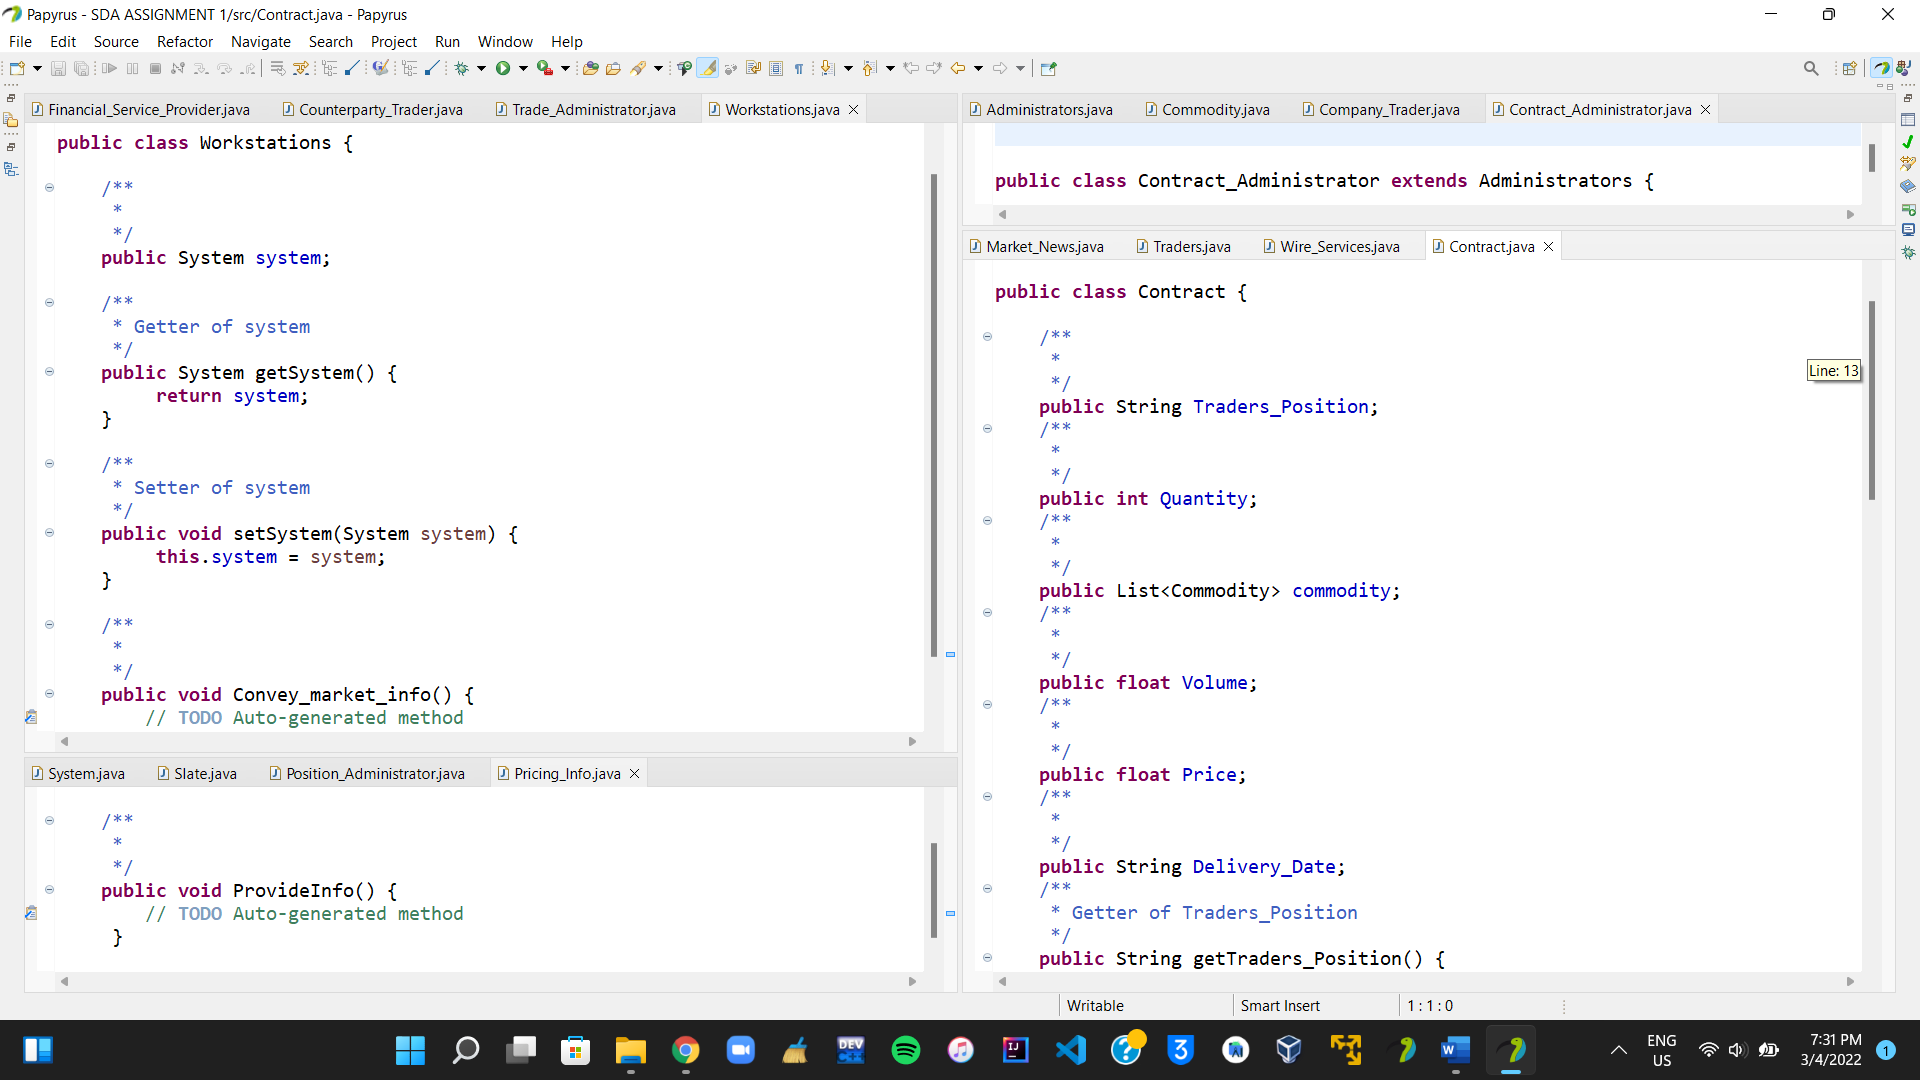 Papyrus - SDA ASSIGNMENT 1/src/Contract.java - Papyrus
File Edit Source Refactor Navigate Search Project Run Window Help
Financial_Service_Provider.java Counterparty_Trader.java Trade_Administrator.java Workstations.java
public class Workstations {
/**
*
*/
public System system;
/**
* Getter of system
*/
public System getSystem() {
return system;
}
/**
* Setter of system
*/
public void setSystem(System system) {
this.system = system;
}
/**
*
*/
public void Convey_market_info() {
// TODO Auto-generated method
System.java Slate.java Position_Administrator.java Pricing_Info.java
/**
*
*/
public void ProvideInfo() {
// TODO Auto-generated method
}
Administrators.java Commodity.java Company_Trader.java Contract_Administrator.java
public class Contract_Administrator extends Administrators {
Market_News.java Traders.java Wire_Services.java Contract.java
public class Contract {
/**
*
*/
Line: 13
public String Traders_Position;
/**
*
*/
public int Quantity;
/**
*
*/
public List<Commodity> commodity;
/**
*
*/
public float Volume;
/**
*
*/
public float Price;
/**
*
*/
public String Delivery_Date;
/**
* Getter of Traders_Position
*/
public String getTraders_Position() {
Writable Smart Insert 1 : 1 : 0
DEV C++
IJ
3
W
ENG
US
7:31 PM
3/4/2022
1